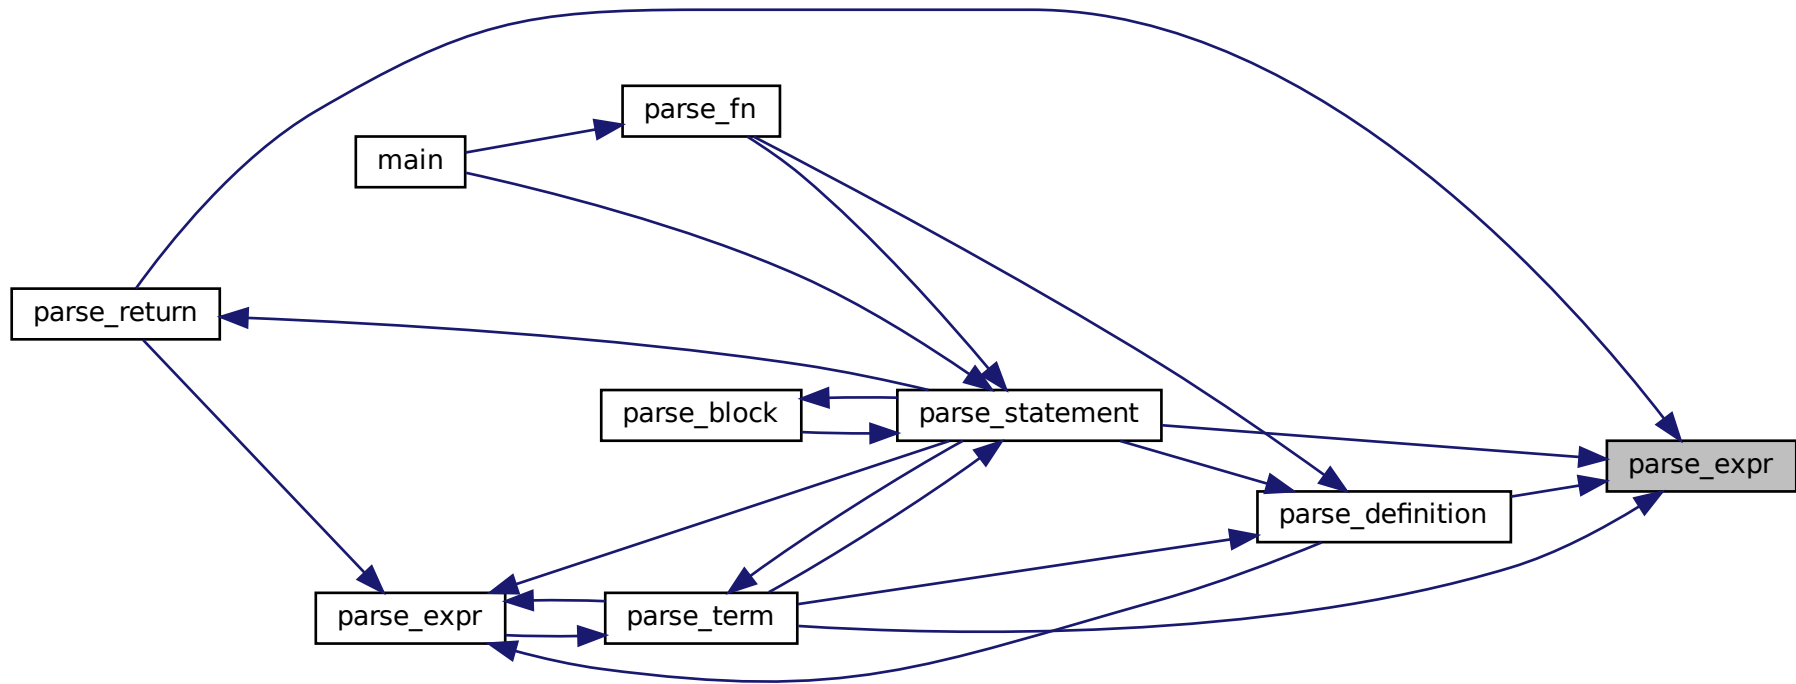 parse_fn
main
parse_return
parse_block
parse_statement
parse_expr
parse_definition
parse_expr
parse_term